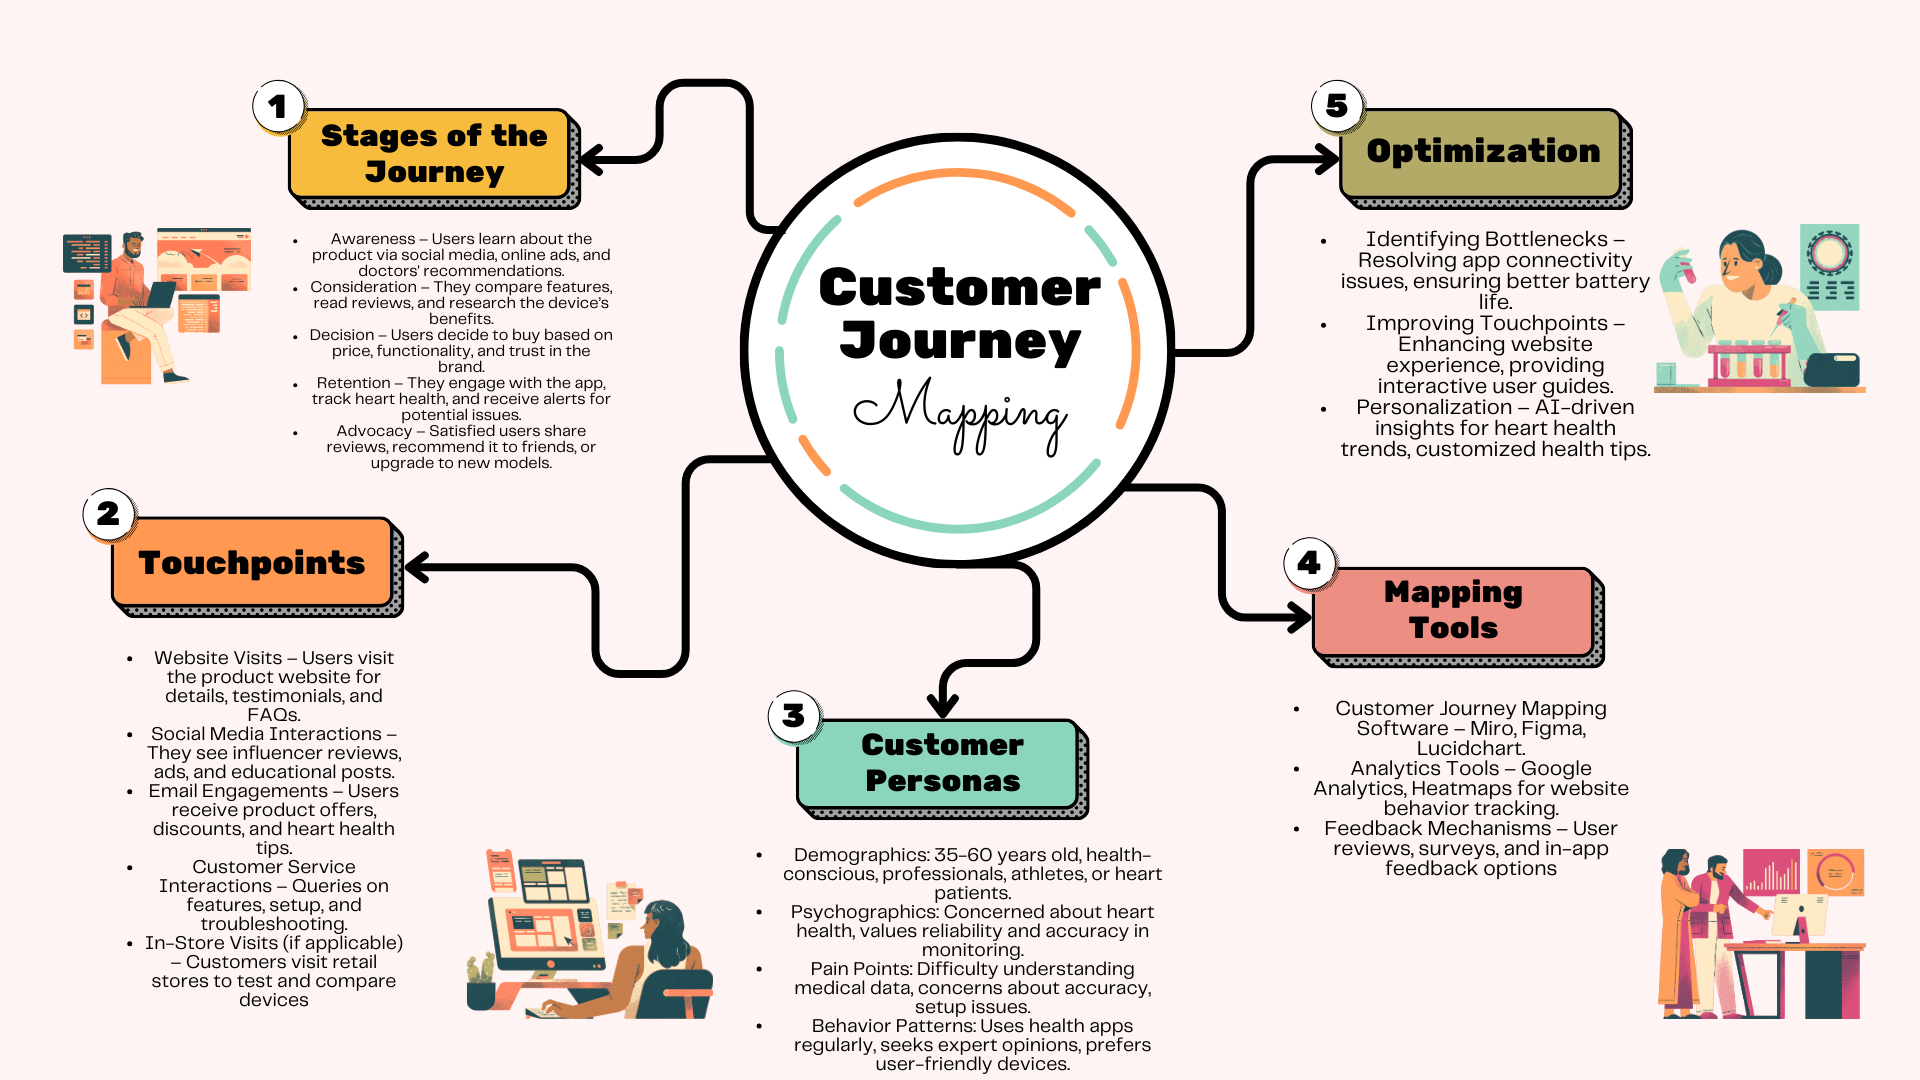 Customer
Journey
Mapping
1
Stages of the
Journey
• Awareness – Users learn about the
product via social media, online ads, and
doctors' recommendations.
• Consideration – They compare features,
read reviews, and research the device's
benefits.
• Decision – Users decide to buy based on
price, functionality, and trust in the
brand.
• Retention – They engage with the app,
track heart health, and receive alerts for
potential issues.
• Advocacy – Satisfied users share
reviews, recommend it to friends, or
upgrade to new models.
2
Touchpoints
• Website Visits – Users visit
the product website for
details, testimonials, and
FAQs.
• Social Media Interactions –
They see influencer reviews,
ads, and educational posts.
• Email Engagements – Users
receive product offers,
discounts, and heart health
tips.
• Customer Service
Interactions – Queries on
features, setup, and
troubleshooting.
• In-Store Visits (if applicable)
– Customers visit retail
stores to test and compare
devices
3
Customer
Personas
• Demographics: 35-60 years old, health-
conscious, professionals, athletes, or heart
patients.
• Psychographics: Concerned about heart
health, values reliability and accuracy in
monitoring.
• Pain Points: Difficulty understanding
medical data, concerns about accuracy,
setup issues.
• Behavior Patterns: Uses health apps
regularly, seeks expert opinions, prefers
user-friendly devices.
4
Mapping
Tools
• Customer Journey Mapping
Software – Miro, Figma,
Lucidchart.
• Analytics Tools – Google
Analytics, Heatmaps for website
behavior tracking.
• Feedback Mechanisms – User
reviews, surveys, and in-app
feedback options
5
Optimization
• Identifying Bottlenecks –
Resolving app connectivity
issues, ensuring better battery
life.
• Improving Touchpoints –
Enhancing website
experience, providing
interactive user guides.
• Personalization – AI-driven
insights for heart health
trends, customized health tips.